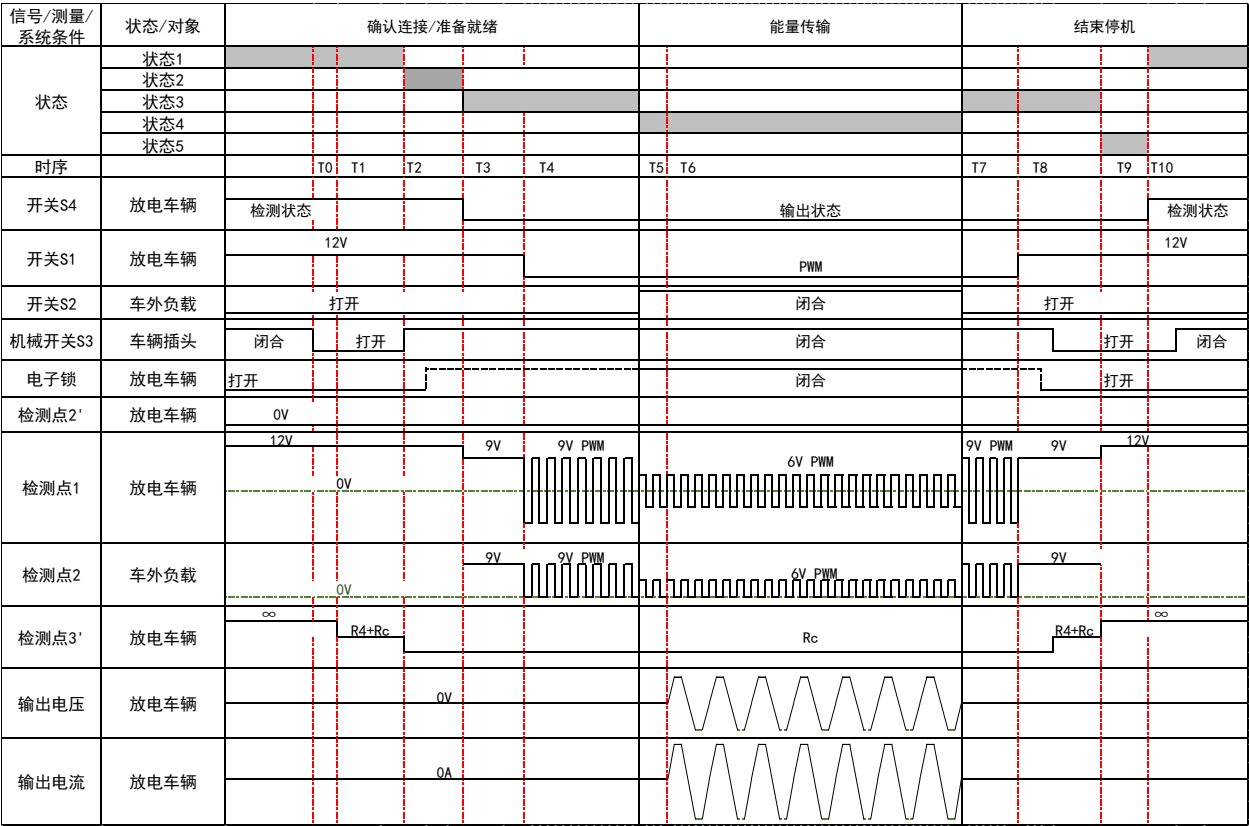 信号/测量/
系统条件
状态/对象
确认连接/准备就绪
能量传输
结束停机
状态
状态1
状态2
状态3
状态4
状态5
时序
T0
T1
T2
T3
T4
T5
T6
T7
T8
T9
T10
开关S4
放电车辆
检测状态
输出状态
检测状态
开关S1
放电车辆
12V
PWM
12V
开关S2
车外负载
打开
闭合
打开
机械开关S3
车辆插头
闭合
打开
闭合
打开
闭合
电子锁
放电车辆
打开
闭合
打开
检测点2'
放电车辆
0V
检测点1
放电车辆
12V
0V
9V
9V PWM
6V PWM
9V PWM
9V
12V
检测点2
车外负载
0V
9V
9V PWM
6V PWM
9V
检测点3'
放电车辆
∞
R4+Rc
Rc
R4+Rc
∞
输出电压
放电车辆
0V
输出电流
放电车辆
0A